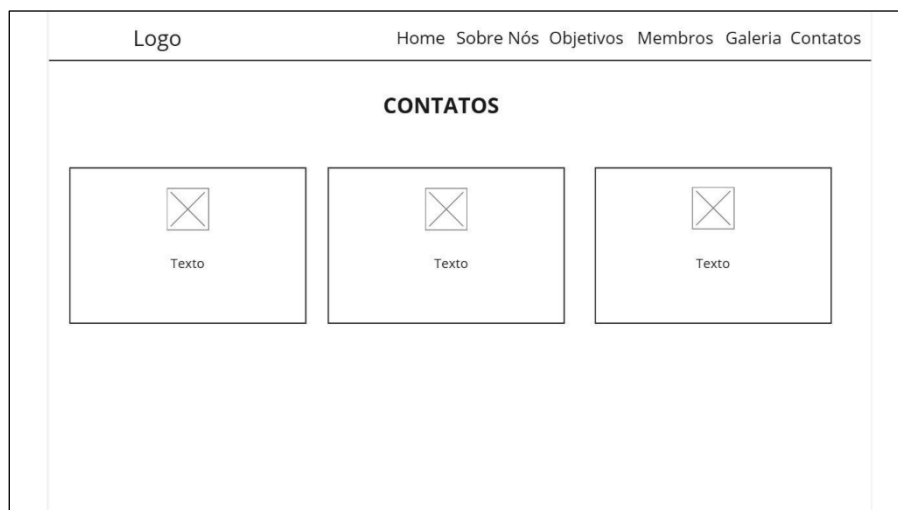 Logo Home Sobre Nós Objetivos Membros Galeria Contatos
CONTATOS
Texto Texto Texto